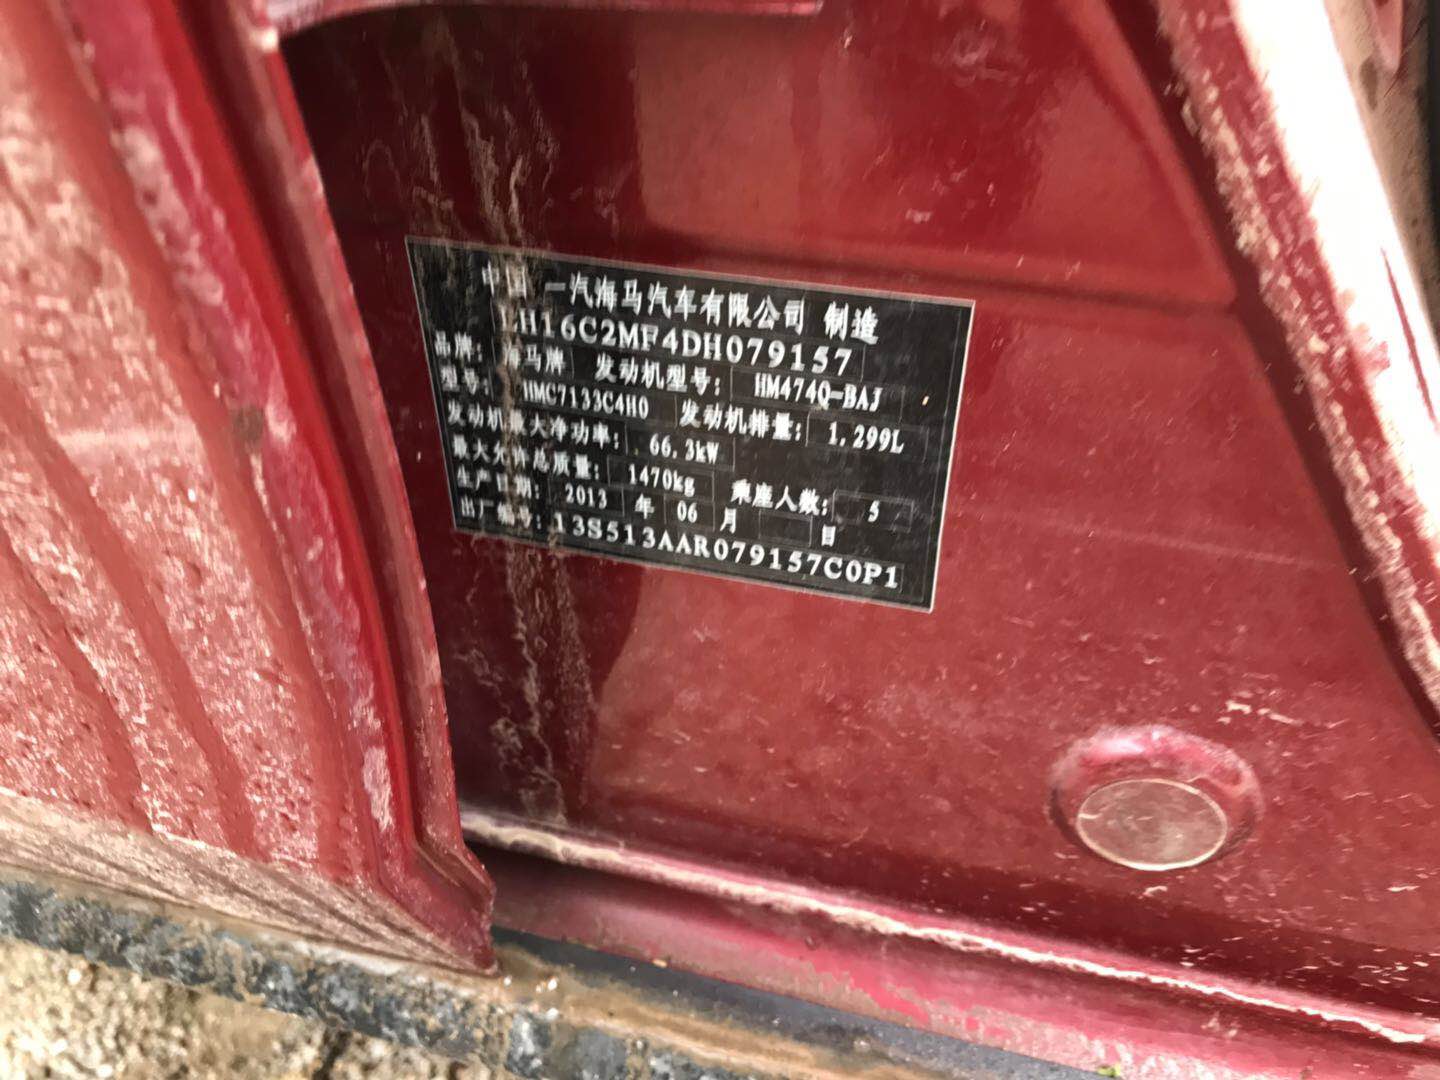 中国 一汽海马汽车有限公司 制造
LH16C2MF4DH079157
品牌: 海马牌 发动机型号: HM474Q-BAJ
型号: HMC7133C4H0 发动机排量: 1.299L
发动机最大净功率: 66.3kW
最大允许总质量: 1470kg 乘座人数: 5
生产日期: 2013 年 06 月 日
出厂编号: 13S513AAR079157C0P1